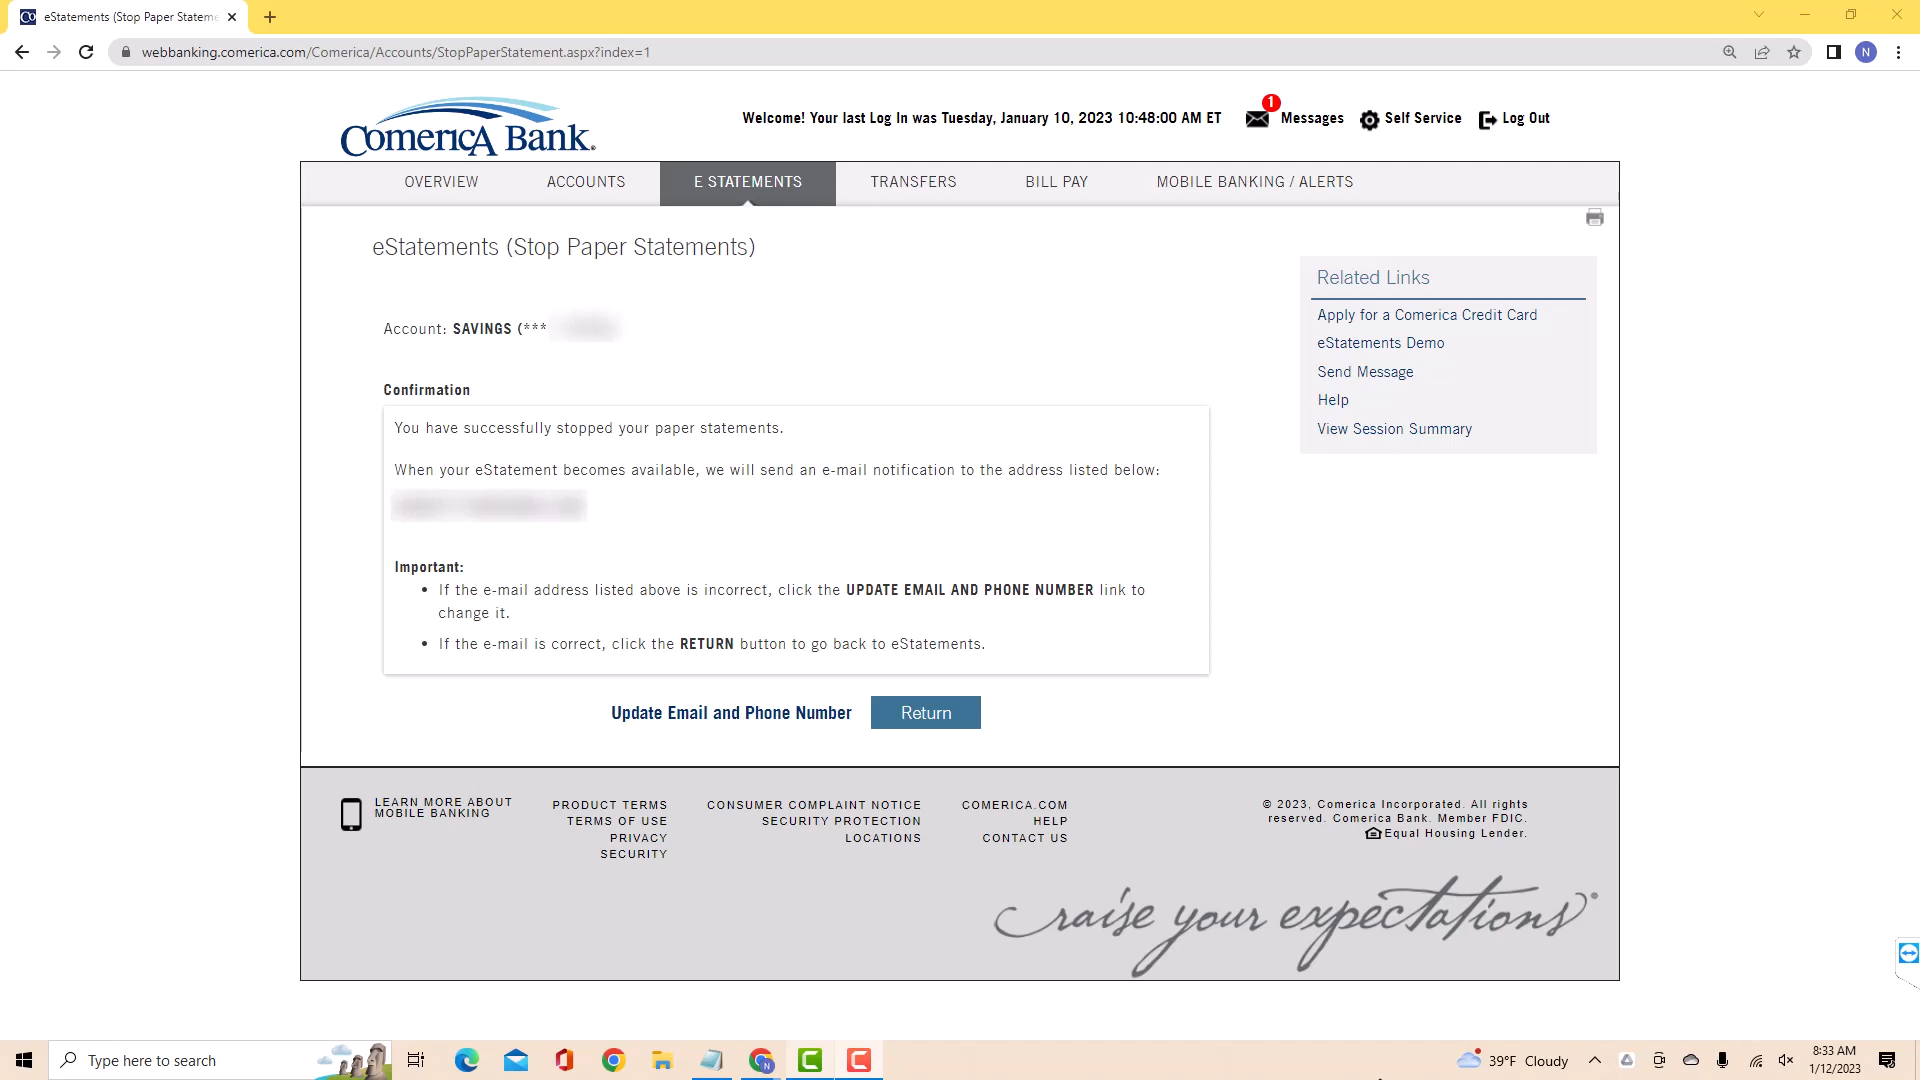 eStatements (Stop Paper Stateme
webbanking.comerica.com/Comerica/Accounts/StopPaperStatement.aspx?index=1
N
Comerica Bank.
Welcome! Your last Log In was Tuesday, January 10, 2023 10:48:00 AM ET
1
Messages
Self Service
Log Out
OVERVIEW
ACCOUNTS
E STATEMENTS
TRANSFERS
BILL PAY
MOBILE BANKING / ALERTS
eStatements (Stop Paper Statements)
Account: SAVINGS (***
Confirmation
You have successfully stopped your paper statements.
When your eStatement becomes available, we will send an e-mail notification to the address listed below:
Important:
• If the e-mail address listed above is incorrect, click the UPDATE EMAIL AND PHONE NUMBER link to
change it.
• If the e-mail is correct, click the RETURN button to go back to eStatements.
Update Email and Phone Number
Return
Related Links
Apply for a Comerica Credit Card
eStatements Demo
Send Message
Help
View Session Summary
LEARN MORE ABOUT
MOBILE BANKING
PRODUCT TERMS
TERMS OF USE
PRIVACY
SECURITY
CONSUMER COMPLAINT NOTICE
SECURITY PROTECTION
LOCATIONS
COMERICA.COM
HELP
CONTACT US
© 2023, Comerica Incorporated. All rights
reserved. Comerica Bank. Member FDIC.
Equal Housing Lender.
raise your expectations®
Type here to search
39°F Cloudy
8:33 AM
1/12/2023